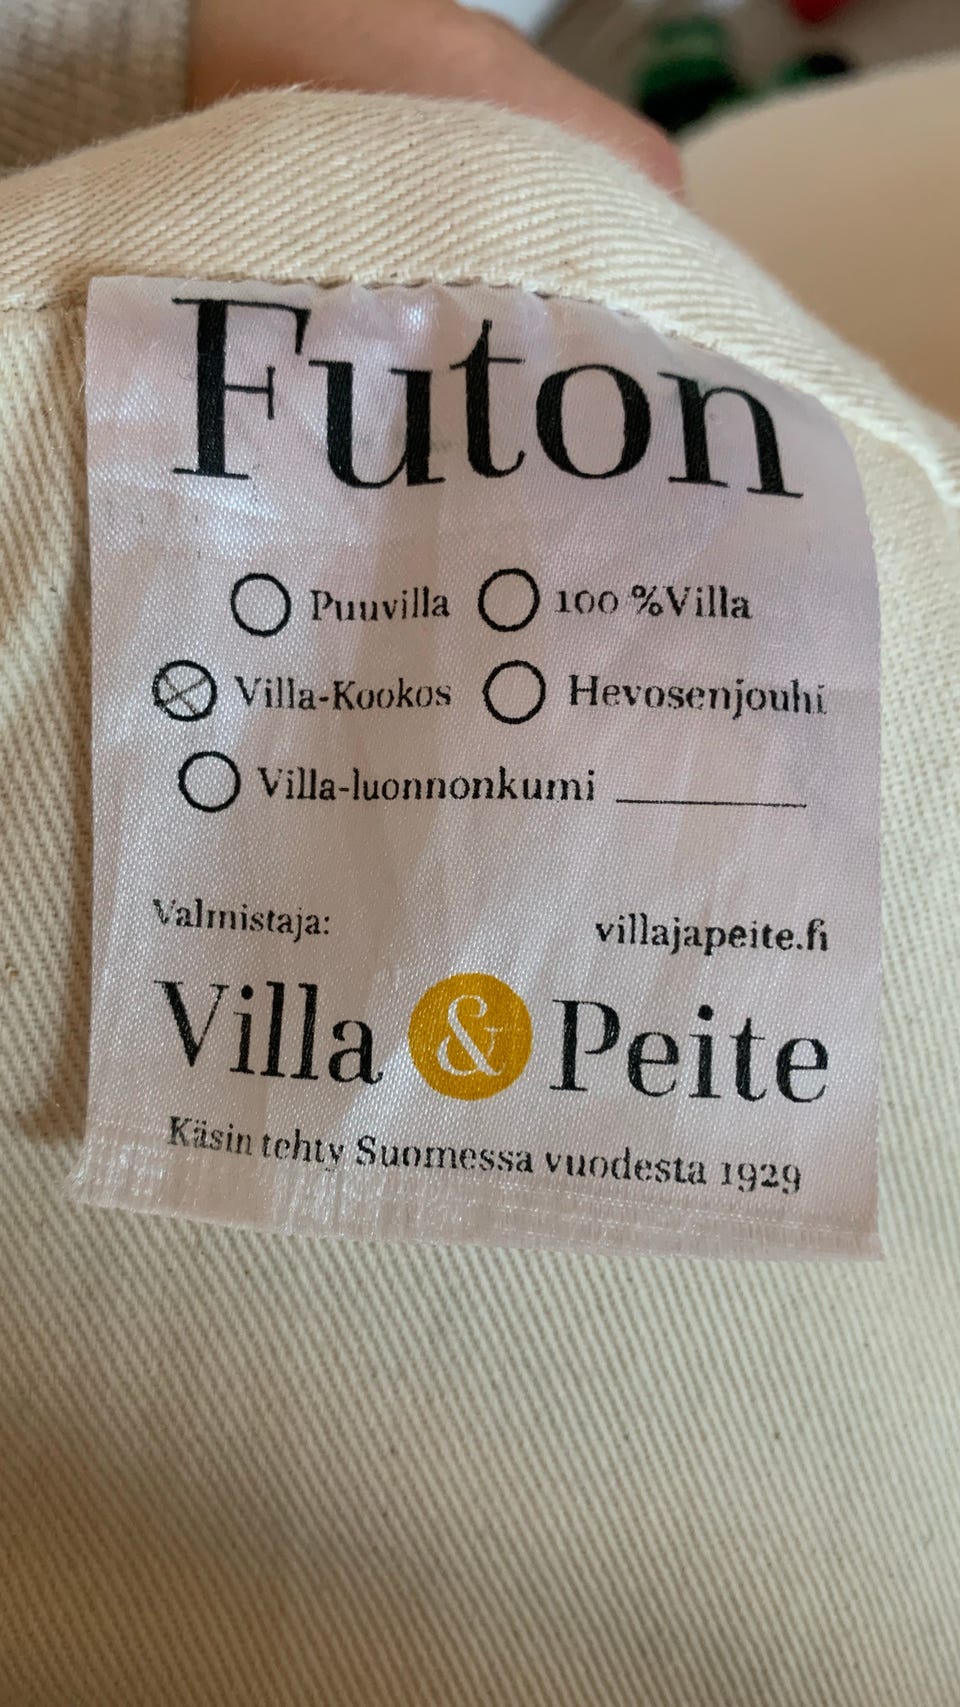 Futon
Puuvilla 100 %Villa
Villa-Kookos Hevosenjouhi
Villa-luonnonkumi
Valmistaja: villajapeite.fi
Villa & Peite
Käsin tehty Suomessa vuodesta 1929